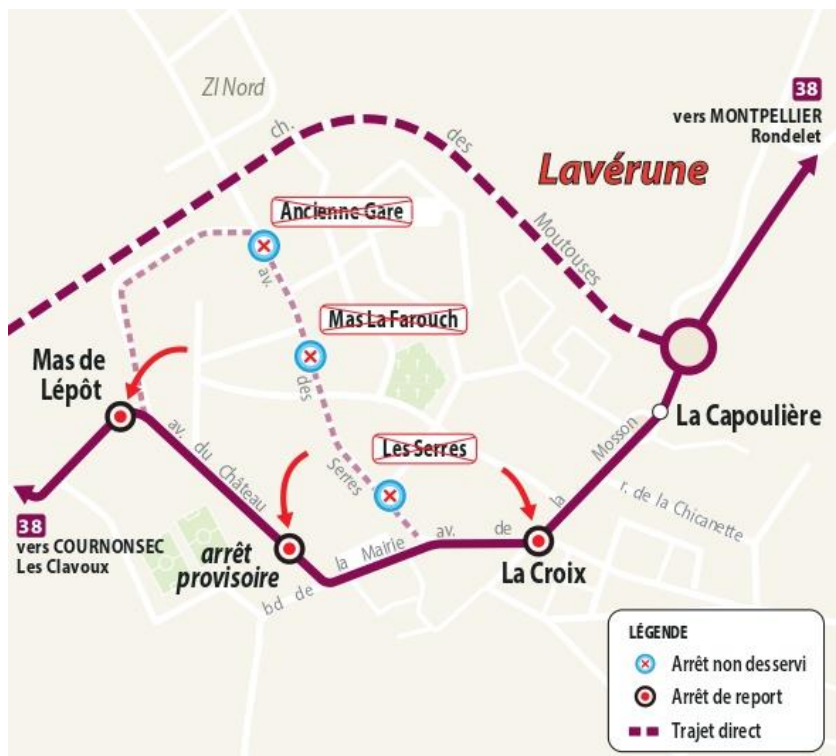 ZI Nord
38
vers MONTPELLIER
Rondelet
ch.
des
Moutouses
Lavérune
Ancienne Gare
av.
des
Serres
Mas La Farouch
Mas de
Lépôt
Les Serres
La Capoulière
av. du Château
38
vers COURNONSEC
Les Clavoux
arrêt
provisoire
bd de la Mairie
av. de la Mosson
La Croix
r. de la Chicanette
LÉGENDE
Arrêt non desservi
Arrêt de report
Trajet direct